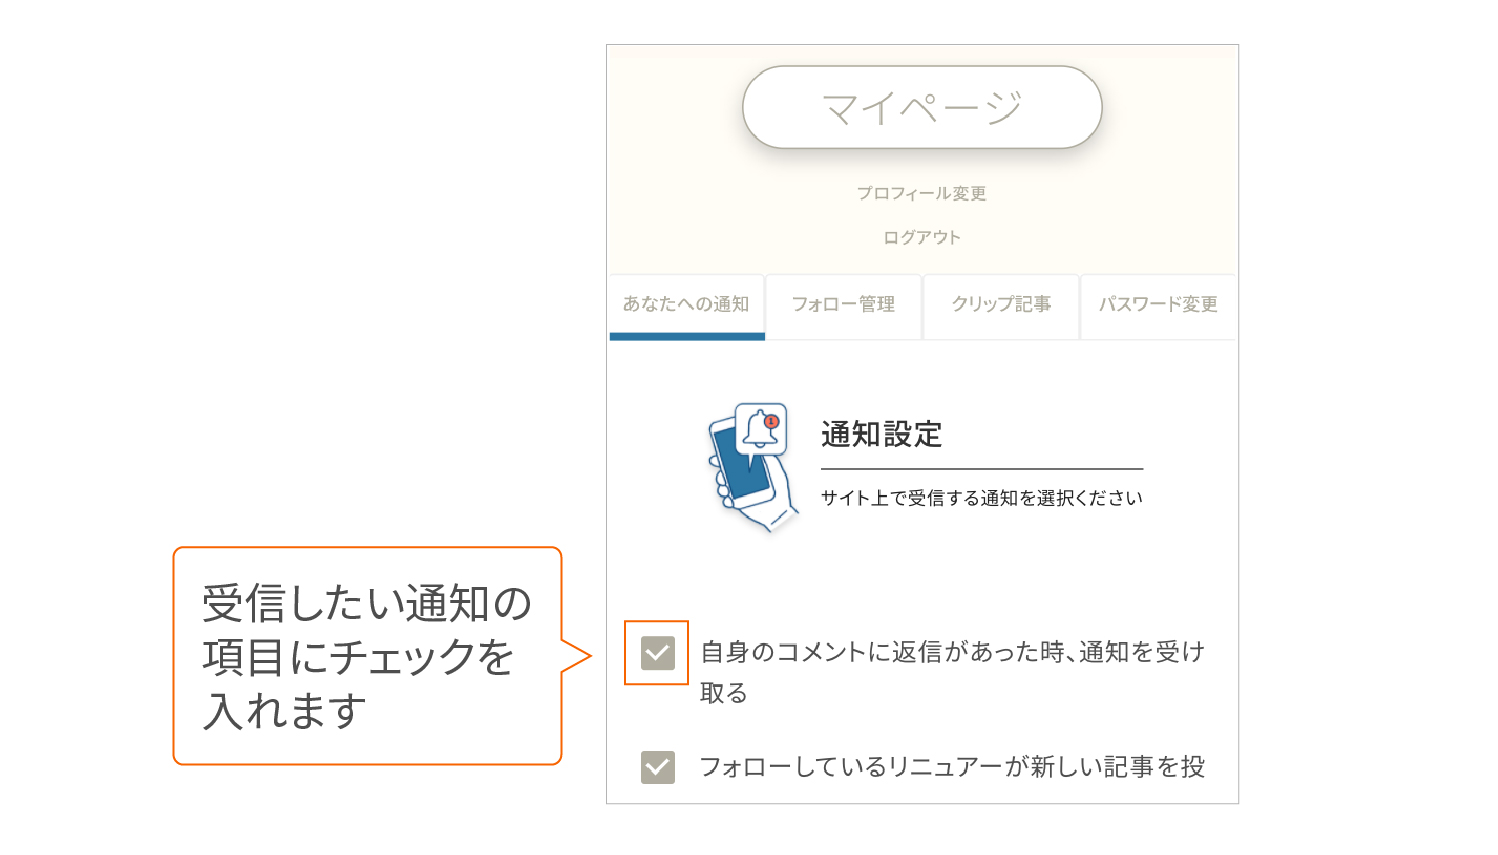 マイページ
プロフィール変更
ログアウト
あなたへの通知
フォロー管理
クリップ記事
パスワード変更
1
通知設定
サイト上で受信する通知を選択ください
受信したい通知の
項目にチェックを
入れます
自身のコメントに返信があった時、通知を受け
取る
フォローしているリニュアーが新しい記事を投